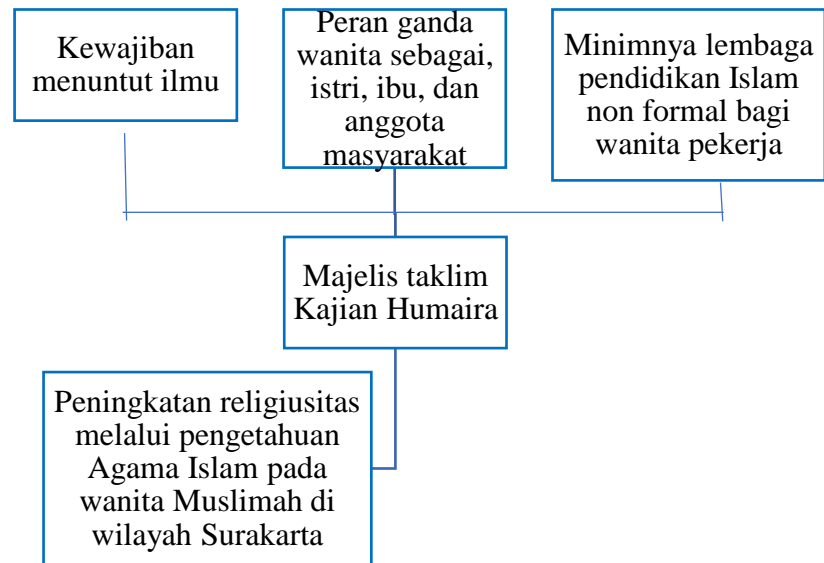 Kewajiban
menuntut ilmu
Peran ganda
wanita sebagai,
istri, ibu, dan
anggota
masyarakat
Minimnya lembaga
pendidikan Islam
non formal bagi
wanita pekerja
Majelis taklim
Kajian Humaira
Peningkatan religiusitas
melalui pengetahuan
Agama Islam pada
wanita Muslimah di
wilayah Surakarta